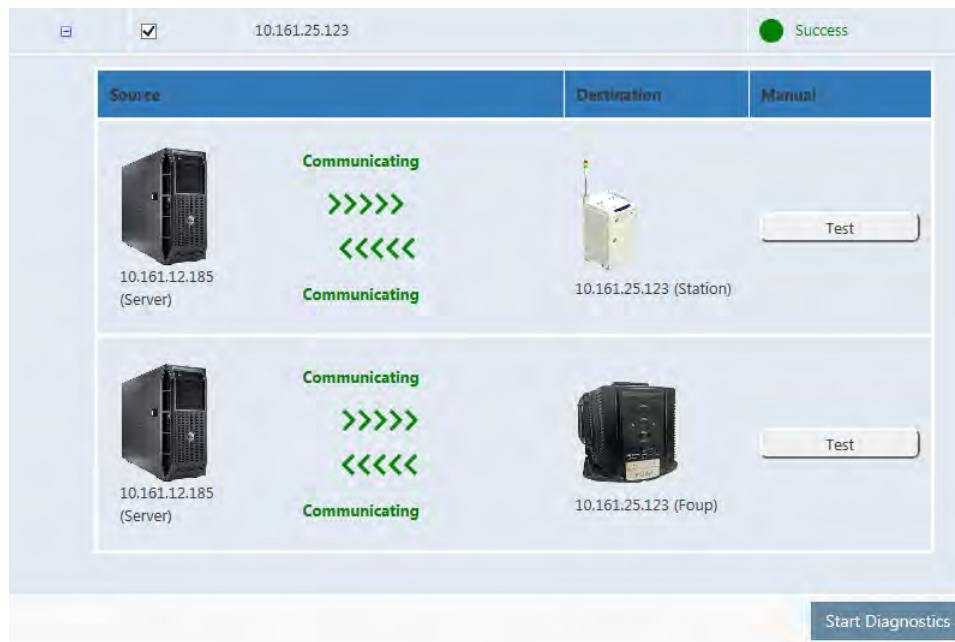 10.161.25.123 Success
Source Destination Manual
Communicating
>>>>>
<<<<<
Communicating
10.161.12.185
(Server)
10.161.25.123 (Station)
Test
Communicating
>>>>>
<<<<<
Communicating
10.161.12.185
(Server)
10.161.25.123 (Foup)
Test
Start Diagnostics